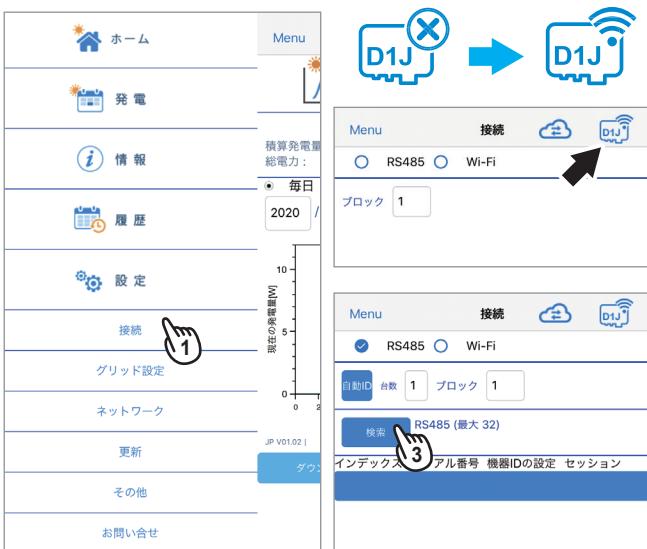 ホーム
発電
情報
履歴
設定
接続
1
グリッド設定
ネットワーク
更新
その他
お問い合せ
Menu
積算発電量
総電力：
毎日
2020 /
現在の発電量[W]
10
5
0
0
JP V01.02 |
ダウン
D1J
D1J
Menu 接続 D1J
RS485 Wi-Fi
ブロック 1
Menu 接続 D1J
RS485 Wi-Fi
自動ID 台数 1 ブロック 1
検索 RS485 (最大 32)
3
インデックス アル番号 機器IDの設定 セッション